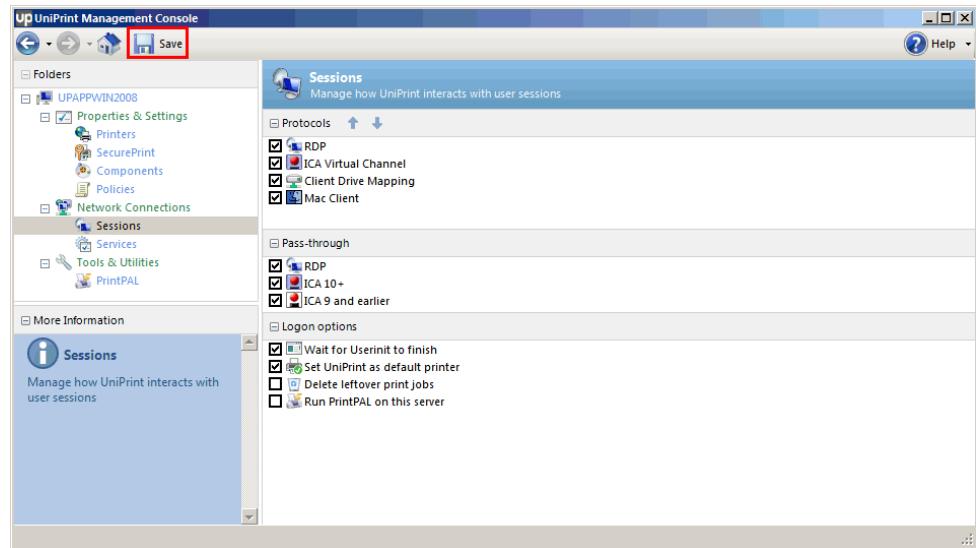 up UniPrint Management Console
Save
Help
Folders
UPAPPWIN2008
Properties & Settings
Printers
SecurePrint
Components
Policies
Network Connections
Sessions
Services
Tools & Utilities
PrintPAL
More Information
Sessions
Manage how UniPrint interacts with
user sessions
Sessions
Manage how UniPrint interacts with user sessions
Protocols
RDP
ICA Virtual Channel
Client Drive Mapping
Mac Client
Pass-through
RDP
ICA 10+
ICA 9 and earlier
Logon options
Wait for Userinit to finish
Set UniPrint as default printer
Delete leftover print jobs
Run PrintPAL on this server